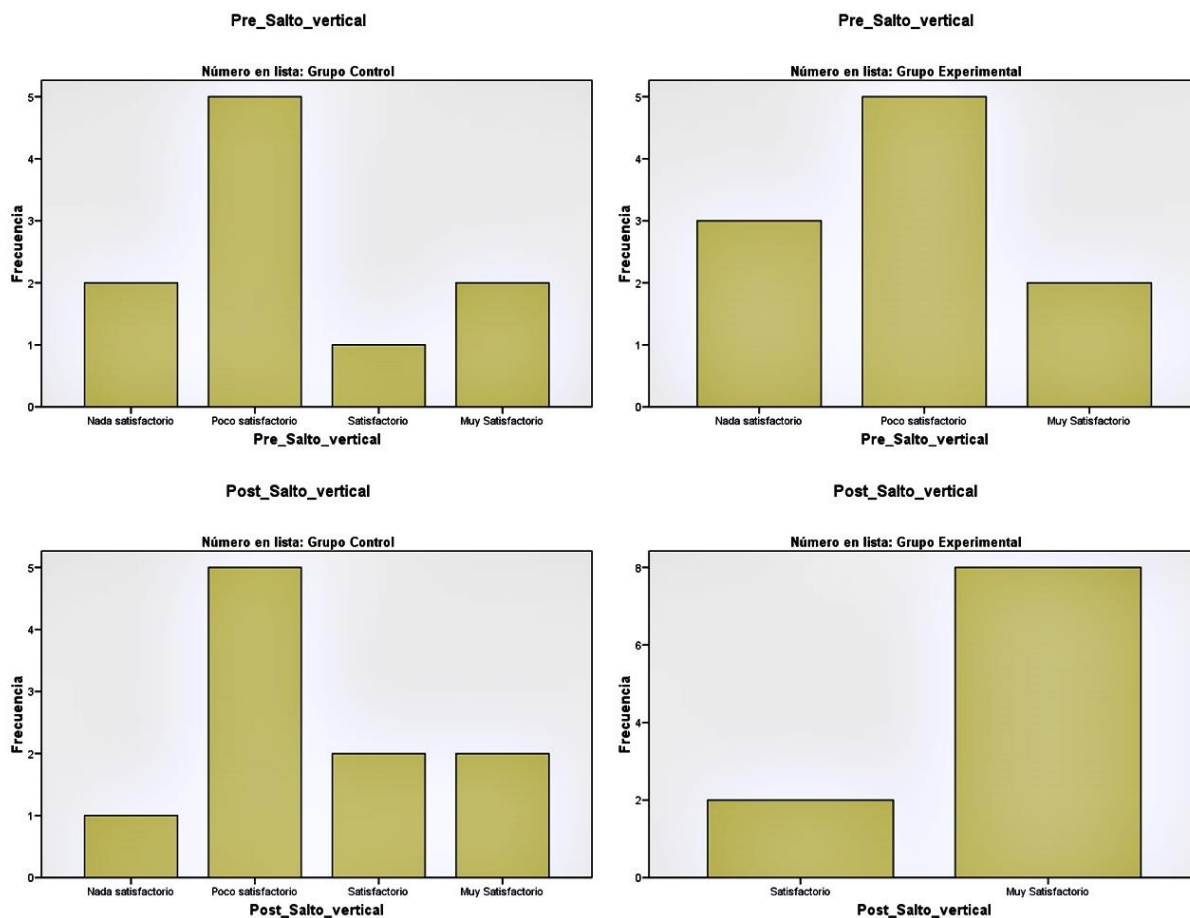 Pre_Salto_vertical
Número en lista: Grupo Control
Frecuencia
5
4
3
2
1
0
Nada satisfactorio Poco satisfactorio Satisfactorio Muy Satisfactorio
Pre_Salto_vertical
Pre_Salto_vertical
Número en lista: Grupo Experimental
Frecuencia
5
4
3
2
1
0
Nada satisfactorio Poco satisfactorio Muy Satisfactorio
Pre_Salto_vertical
Post_Salto_vertical
Número en lista: Grupo Control
Frecuencia
5
4
3
2
1
0
Nada satisfactorio Poco satisfactorio Satisfactorio Muy Satisfactorio
Post_Salto_vertical
Post_Salto_vertical
Número en lista: Grupo Experimental
Frecuencia
8
6
4
2
0
Satisfactorio Muy Satisfactorio
Post_Salto_vertical